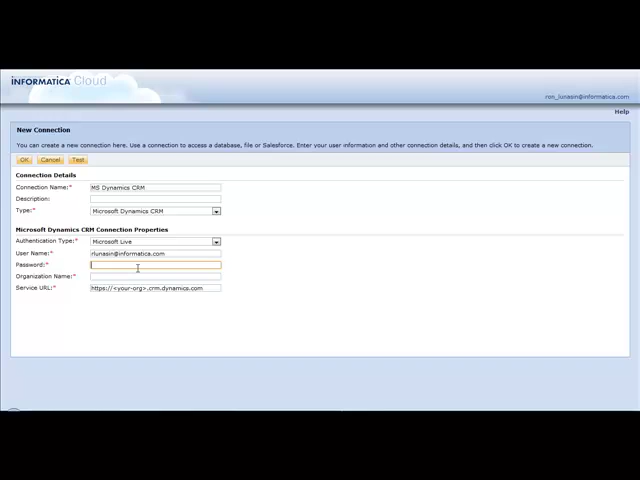 INFORMATICA Cloud
ron_lunasin@informatica.com
Help
New Connection
You can create a new connection here. Use a connection to access a database, file or Salesforce. Enter your user information and other connection details, and then click OK to create a new connection.
OK Cancel Test
Connection Details
Connection Name:* MS Dynamics CRM
Description:
Type:* Microsoft Dynamics CRM
Microsoft Dynamics CRM Connection Properties
Authentication Type:* Microsoft Live
User Name:* rlunasin@informatica.com
Password:*
Organization Name:*
Service URL:* https://<your-org>.crm.dynamics.com